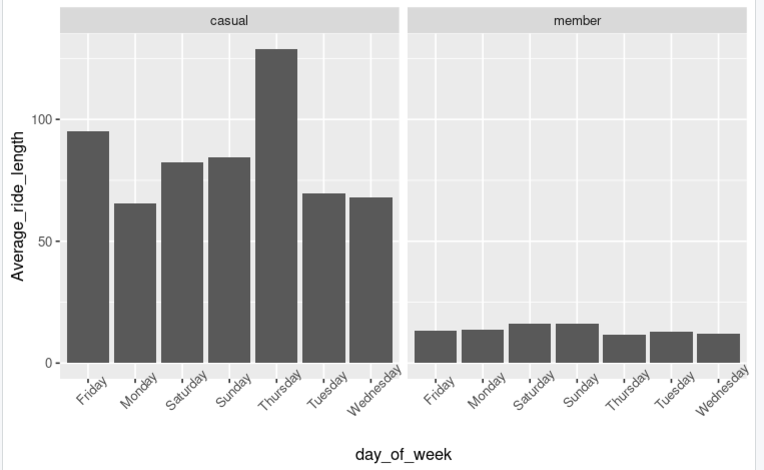 casual
member
Average_ride_length
100
50
0
Friday
Monday
Saturday
Sunday
Thursday
Tuesday
Wednesday
Friday
Monday
Saturday
Sunday
Thursday
Tuesday
Wednesday
day_of_week